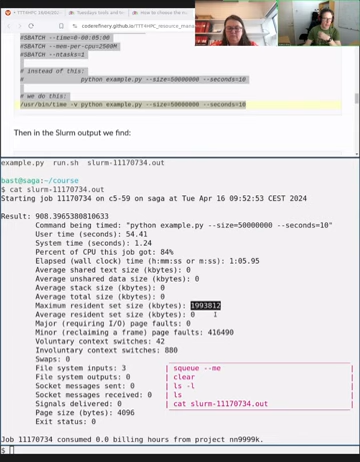 #SBATCH --time=0-00:05:00
#SBATCH --mem-per-cpu=2500M
#SBATCH --ntasks=1
# instead of this:
# python example.py --size=50000000 --seconds=10
# we do this:
/usr/bin/time -v python example.py --size=50000000 --seconds=10
Then in the Slurm output we find:
example.py run.sh slurm-11170734.out
bast@saga:~/course
$ cat slurm-11170734.out
Starting job 11170734 on c5-59 on saga at Tue Apr 16 09:52:53 CEST 2024
Result: 908.3965380810633
Command being timed: "python example.py --size=50000000 --seconds=10"
User time (seconds): 54.41
System time (seconds): 1.24
Percent of CPU this job got: 84%
Elapsed (wall clock) time (h:mm:ss or m:ss): 1:05.95
Average shared text size (kbytes): 0
Average unshared data size (kbytes): 0
Average stack size (kbytes): 0
Average total size (kbytes): 0
Maximum resident set size (kbytes): 1993812
Average resident set size (kbytes): 0
Major (requiring I/O) page faults: 0
Minor (reclaiming a frame) page faults: 416490
Voluntary context switches: 42
Involuntary context switches: 880
Swaps: 0
File system inputs: 3 | squeue --me |
File system outputs: 0 | clear |
Socket messages sent: 0 | ls -l |
Socket messages received: 0 | ls |
Signals delivered: 0 | cat slurm-11170734.out |
Page size (bytes): 4096
Exit status: 0
Job 11170734 consumed 0.0 billing hours from project nn9999k.
$